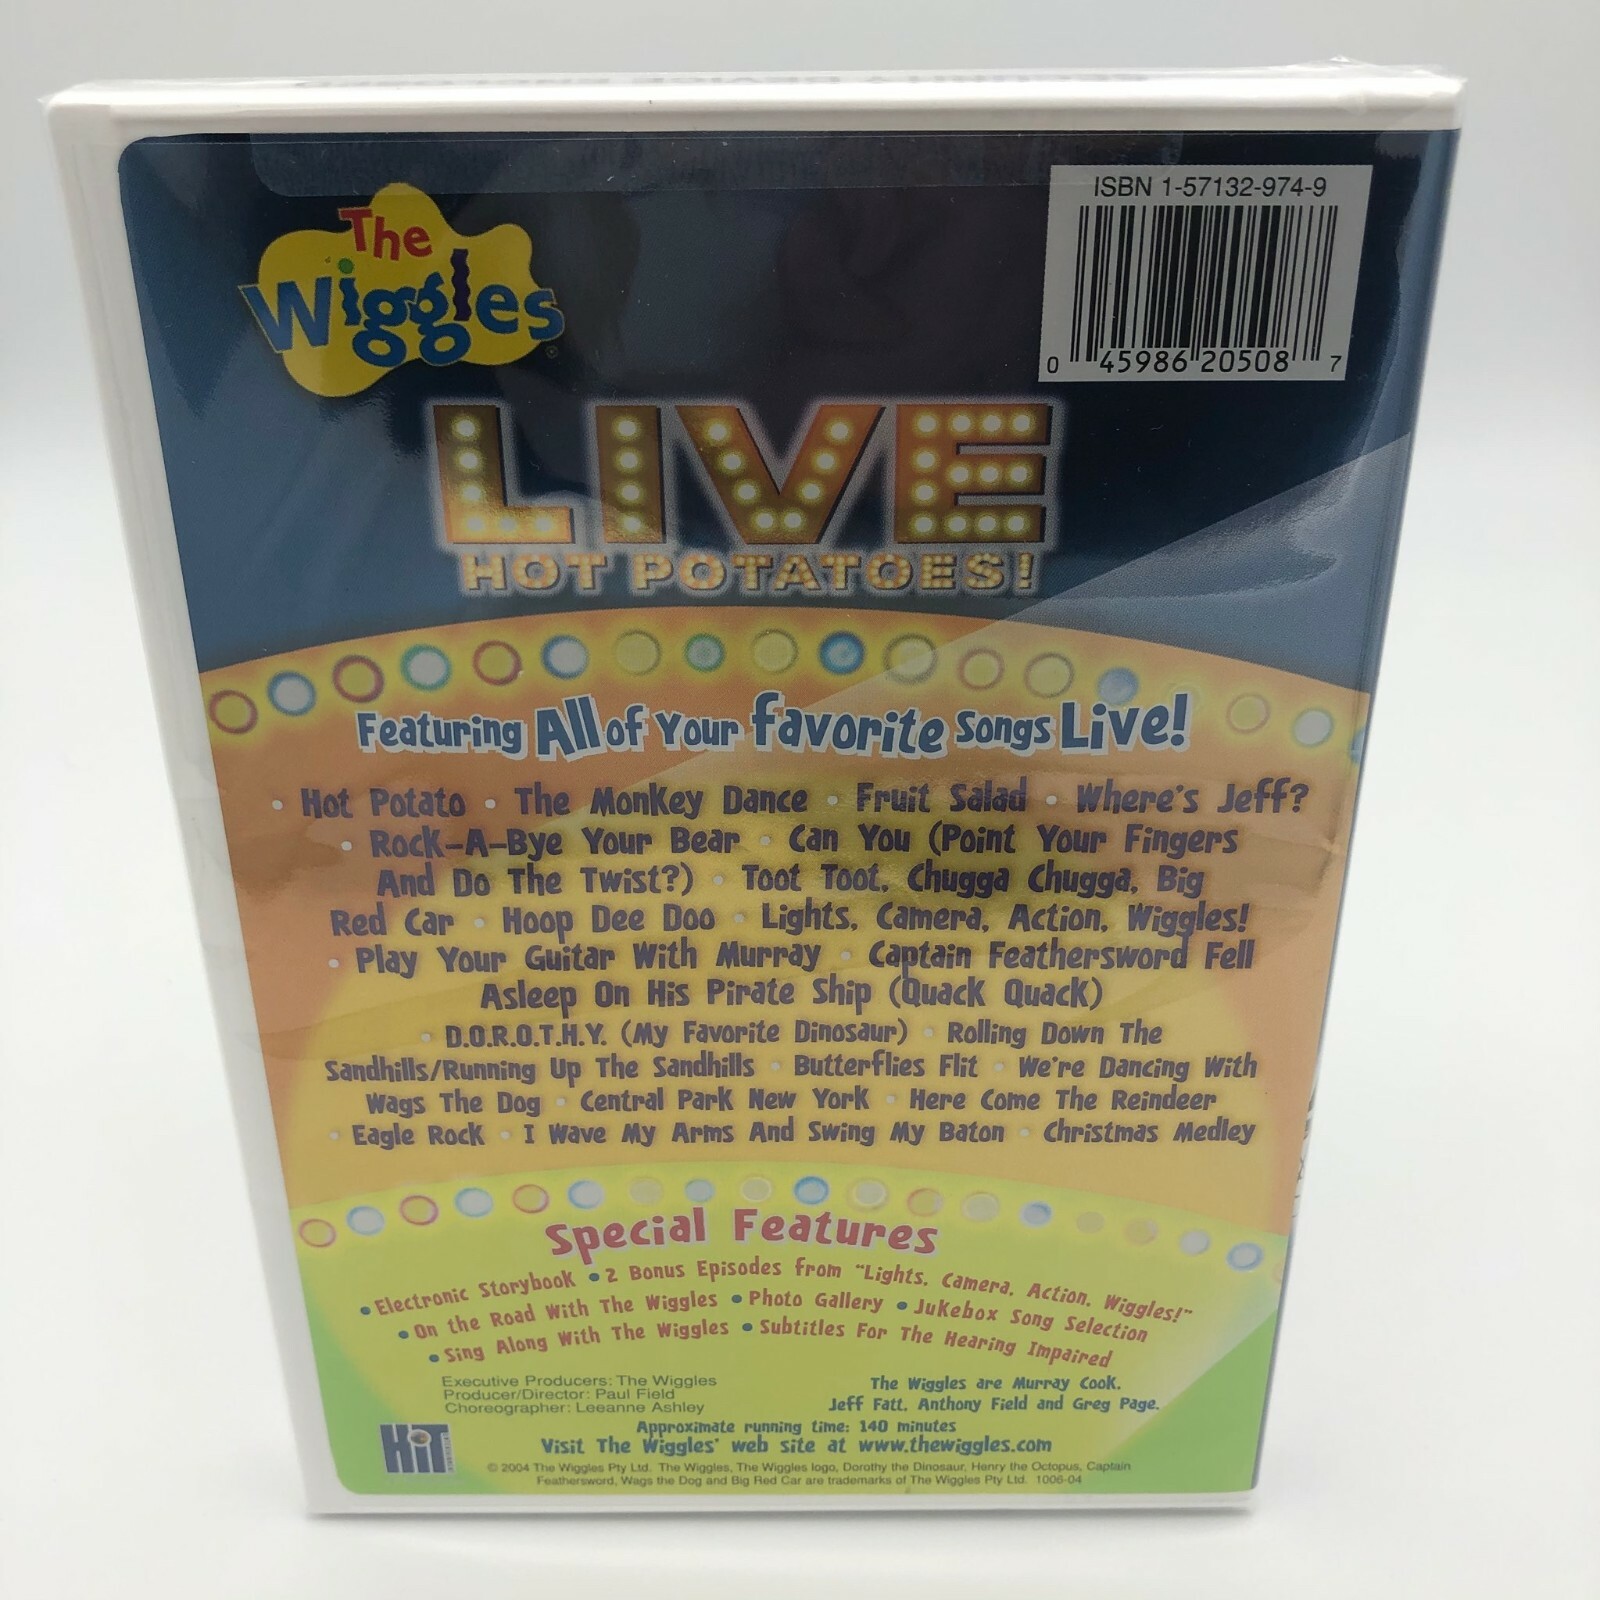 ISBN 1-57132-974-9
0 45986 20508 7
The
Wiggles
LIVE
HOT POTATOES!
Featuring All of Your Favorite Songs Live!
• Hot Potato • The Monkey Dance • Fruit Salad • Where's Jeff?
• Rock-A-Bye Your Bear • Can You (Point Your Fingers
And Do The Twist?) • Toot Toot, Chugga Chugga, Big
Red Car • Hoop Dee Doo • Lights, Camera, Action, Wiggles!
• Play Your Guitar With Murray • Captain Feathersword Fell
Asleep On His Pirate Ship (Quack Quack)
• D.O.R.O.T.H.Y. (My Favorite Dinosaur) • Rolling Down The
Sandhills/Running Up The Sandhills • Butterflies Flit • We're Dancing With
Wags The Dog • Central Park New York • Here Come The Reindeer
• Eagle Rock • I Wave My Arms And Swing My Baton • Christmas Medley
Special Features
• Electronic Storybook • 2 Bonus Episodes from "Lights, Camera, Action, Wiggles!"
• On the Road With The Wiggles • Photo Gallery • Jukebox Song Selection
• Sing Along With The Wiggles • Subtitles For The Hearing Impaired
Executive Producers: The Wiggles
Producer/Director: Paul Field
Choreographer: Leeanne Ashley
The Wiggles are Murray Cook,
Jeff Fatt, Anthony Field and Greg Page.
Approximate running time: 140 minutes
Visit The Wiggles' web site at www.thewiggles.com
HiT
© 2004 The Wiggles Pty Ltd. The Wiggles, The Wiggles logo, Dorothy the Dinosaur, Henry the Octopus, Captain
Feathersword, Wags the Dog and Big Red Car are trademarks of The Wiggles Pty Ltd. 1006-04